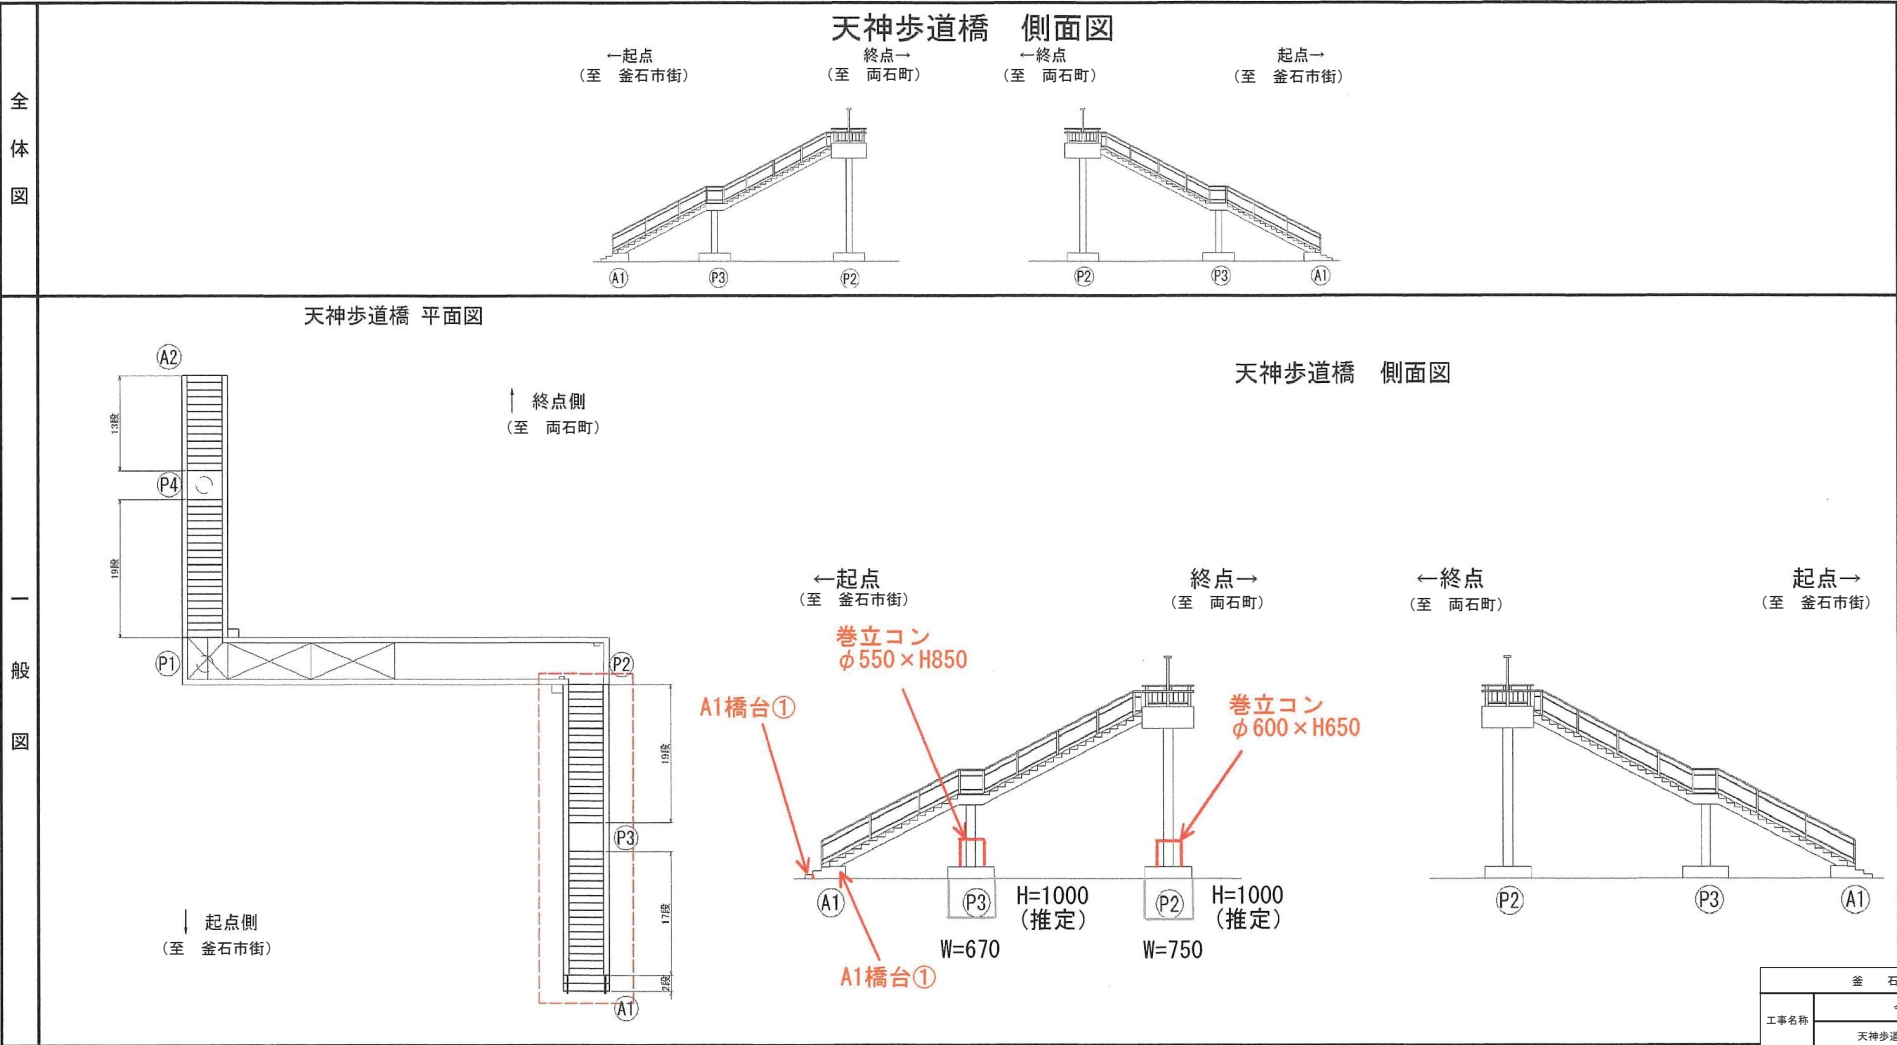 天神歩道橋 側面図
←起点
(至 釜石市街)
終点→
(至 両石町)
←終点
(至 両石町)
起点→
(至 釜石市街)
全体図
A1
P3
P2
P2
P3
A1
天神歩道橋 平面図
天神歩道橋 側面図
一般図
A2
13段
P4
19段
P1
P2
19段
P3
17段
2段
A1
↑ 終点側
(至 両石町)
↓ 起点側
(至 釜石市街)
←起点
(至 釜石市街)
終点→
(至 両石町)
←終点
(至 両石町)
起点→
(至 釜石市街)
巻立コン
φ550×H850
A1橋台①
巻立コン
φ600×H650
A1
P3
H=1000
(推定)
P2
H=1000
(推定)
W=670
W=750
A1橋台①
P2
P3
A1
釜 石
工事名称
天神歩道